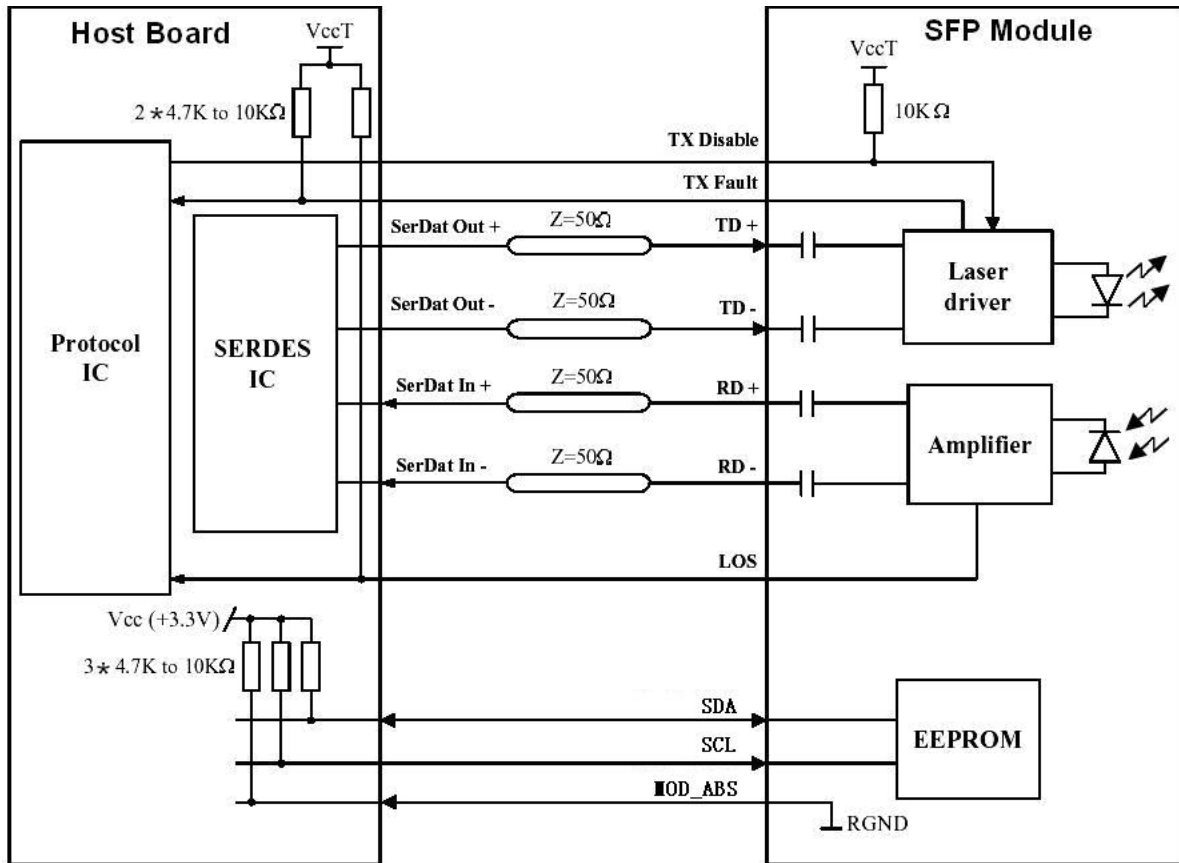 Host Board
SFP Module
VccT
VccT
2*4.7K to 10KΩ
10KΩ
TX Disable
TX Fault
SerDat Out +
Z=50Ω
TD +
Laser
driver
SerDat Out -
Z=50Ω
TD -
Protocol
IC
SERDES
IC
SerDat In +
Z=50Ω
RD +
Amplifier
SerDat In -
Z=50Ω
RD -
LOS
Vcc (+3.3V)
3*4.7K to 10KΩ
SDA
SCL
EEPROM
MOD_ABS
RGND